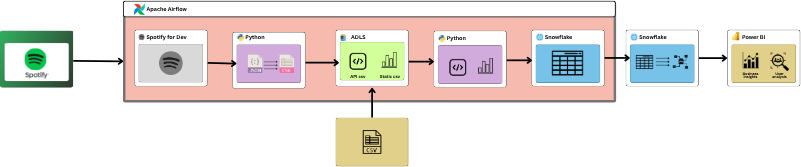 Apache Airflow
Spotify
Spotify for Dev
Python
JSON
CSV
ADLS
API csv
Static csv
Python
Snowflake
Snowflake
Power BI
Business insights
User analysis
CSV